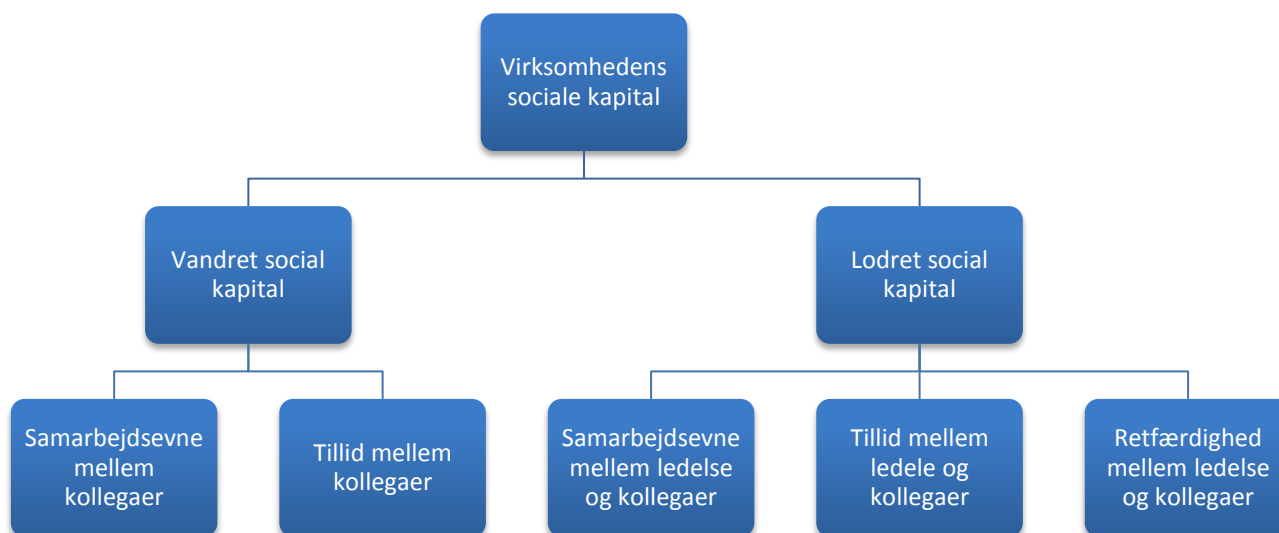 Virksomhedens
sociale kapital
Vandret social
kapital
Lodret social
kapital
Samarbejdsevne
mellem
kollegaer
Tillid mellem
kollegaer
Samarbejdsevne
mellem ledelse
og kollegaer
Tillid mellem
ledele og
kollegaer
Retfærdighed
mellem ledelse
og kollegaer